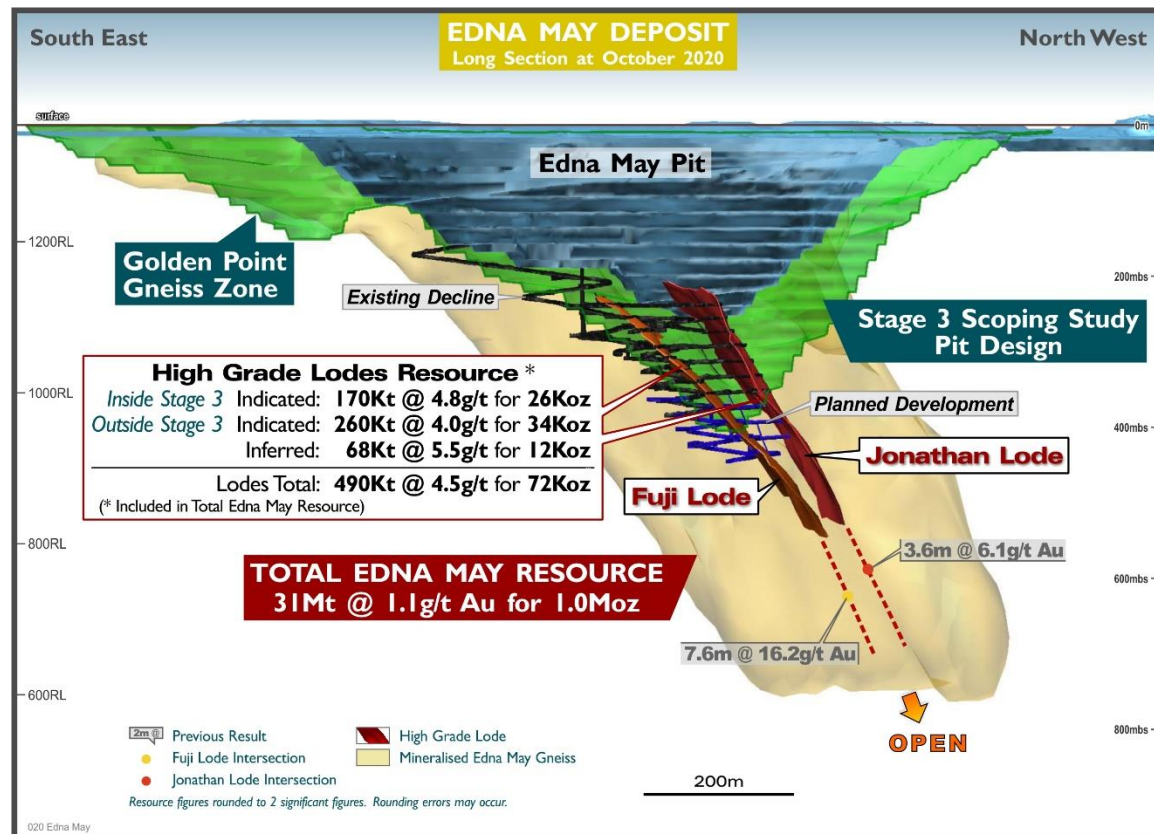 South East
EDNA MAY DEPOSIT
Long Section at October 2020
North West
surface
0m
Edna May Pit
1200RL
Golden Point
Gneiss Zone
200mbs
Existing Decline
Stage 3 Scoping Study
Pit Design
High Grade Lodes Resource *
Inside Stage 3 Indicated: 170Kt @ 4.8g/t for 26Koz
Outside Stage 3 Indicated: 260Kt @ 4.0g/t for 34Koz
Inferred: 68Kt @ 5.5g/t for 12Koz
Lodes Total: 490Kt @ 4.5g/t for 72Koz
(* Included in Total Edna May Resource)
1000RL
Planned Development
400mbs
Jonathan Lode
Fuji Lode
800RL
3.6m @ 6.1g/t Au
TOTAL EDNA MAY RESOURCE
31Mt @ 1.1g/t Au for 1.0Moz
600mbs
7.6m @ 16.2g/t Au
600RL
OPEN
800mbs
2m @ Previous Result
Fuji Lode Intersection
Jonathan Lode Intersection
High Grade Lode
Mineralised Edna May Gneiss
200m
Resource figures rounded to 2 significant figures. Rounding errors may occur.
020 Edna May